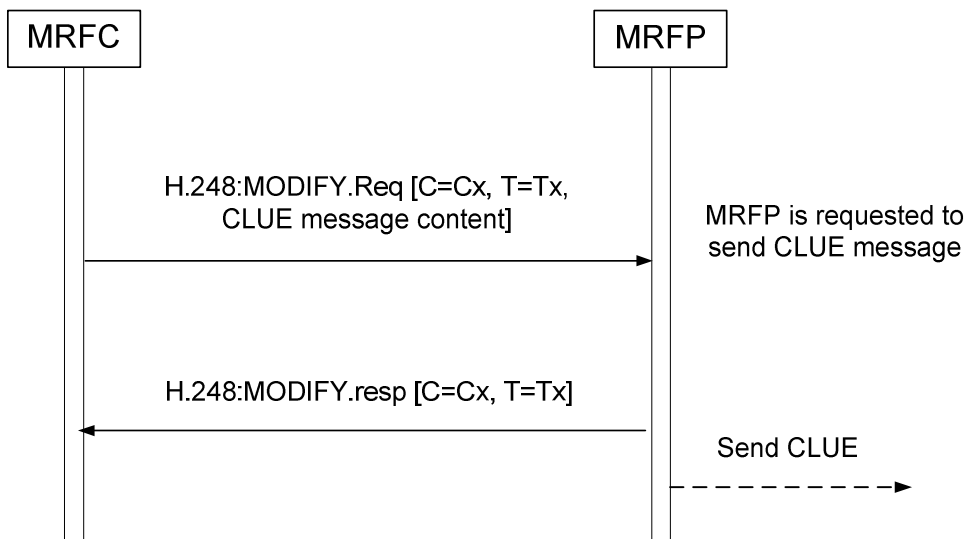 MRFC
MRFP
H.248:MODIFY.Req [C=Cx, T=Tx,
CLUE message content]
MRFP is requested to
send CLUE message
H.248:MODIFY.resp [C=Cx, T=Tx]
Send CLUE